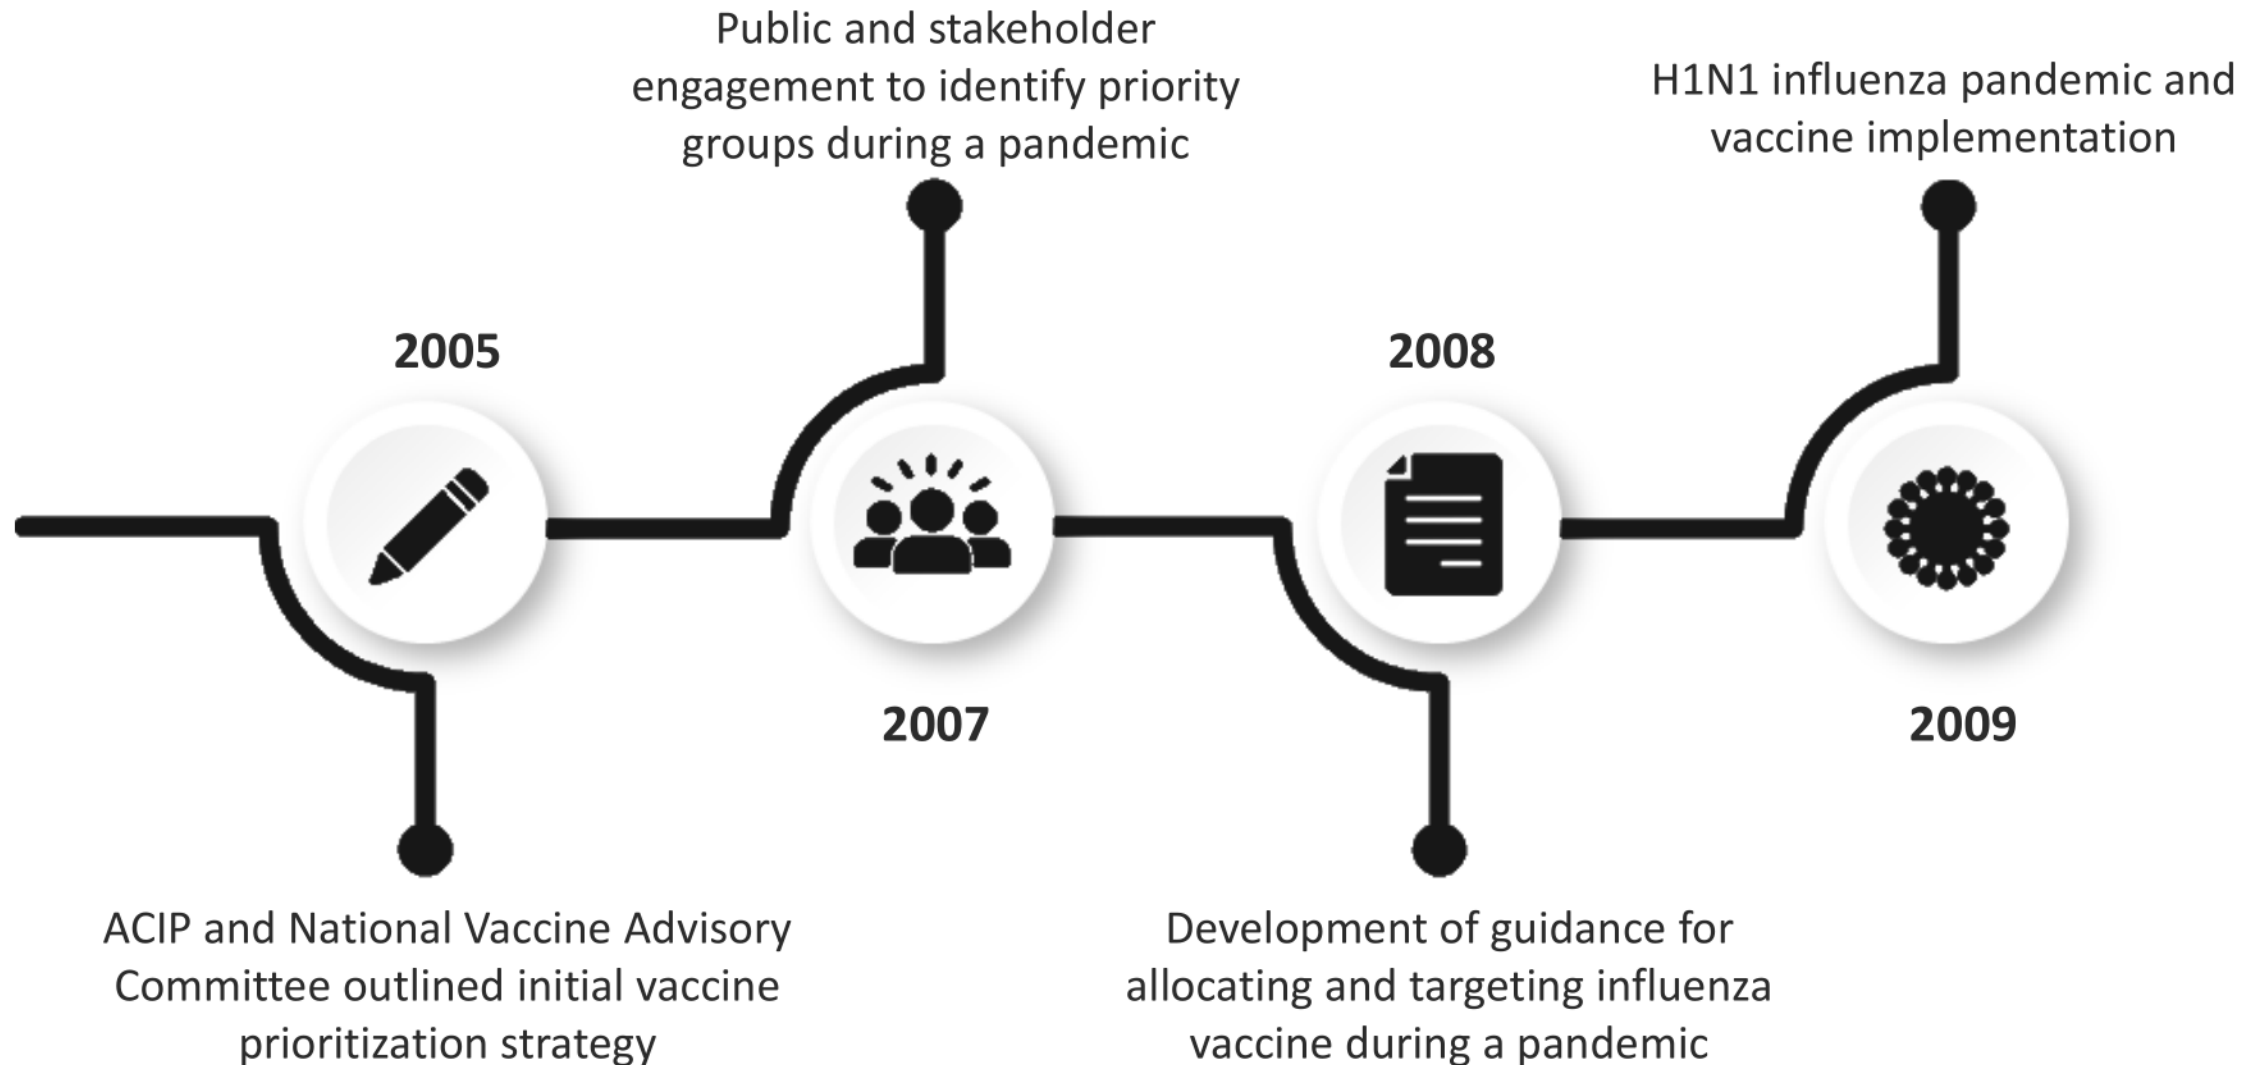 2005
ACIP and National Vaccine Advisory
Committee outlined initial vaccine
prioritization strategy
Public and stakeholder
engagement to identify priority
groups during a pandemic
2007
2008
Development of guidance for
allocating and targeting influenza
vaccine during a pandemic
H1N1 influenza pandemic and
vaccine implementation
2009